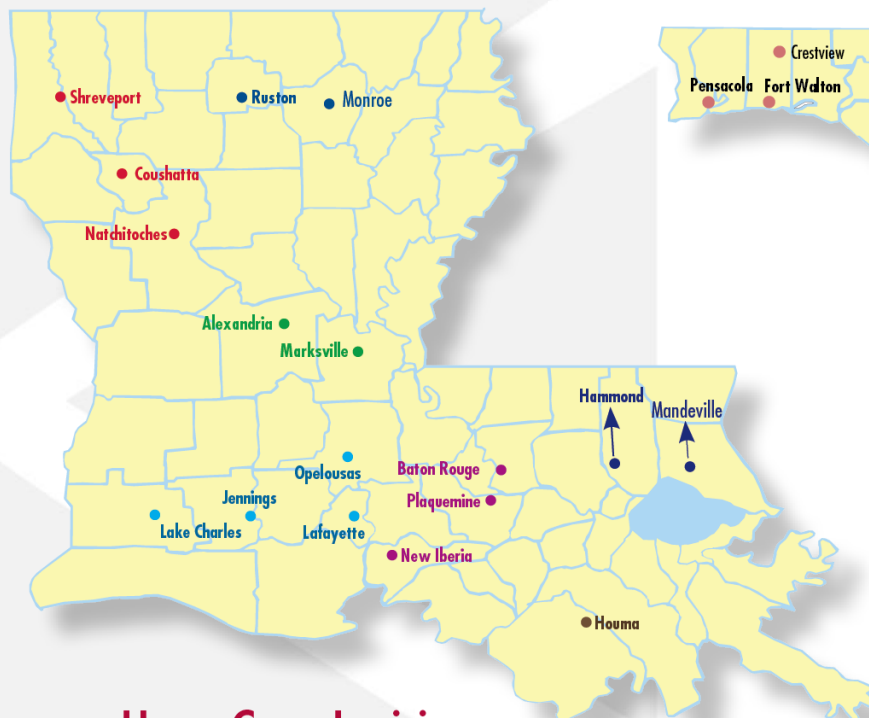 Crestview
Pensacola
Fort Walton
Shreveport
Ruston
Monroe
Coushatta
Natchitoches
Alexandria
Marksville
Hammond
Mandeville
Opelousas
Baton Rouge
Jennings
Plaquemine
Lake Charles
Lafayette
New Iberia
Houma